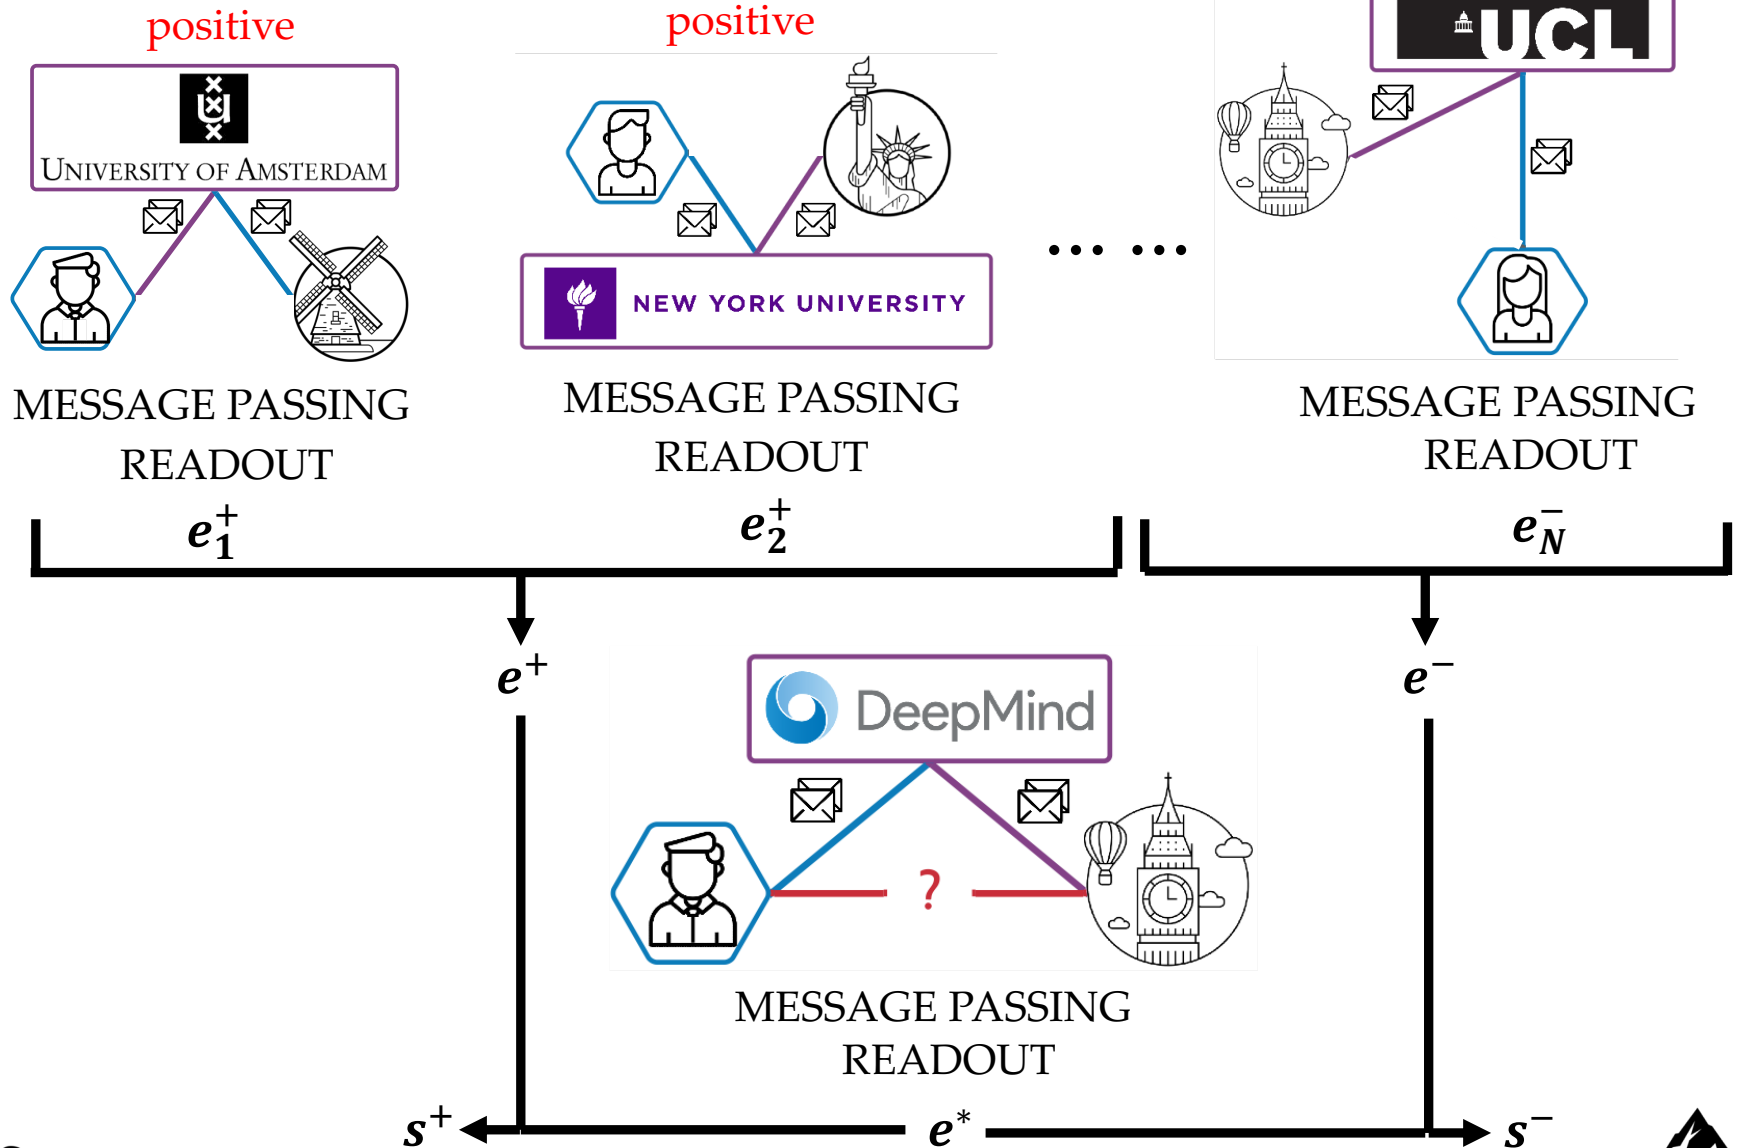 positive
positive
UCL
UNIVERSITY OF AMSTERDAM
NEW YORK UNIVERSITY
... ...
MESSAGE PASSING
READOUT
MESSAGE PASSING
READOUT
MESSAGE PASSING
READOUT
e₁⁺
e₂⁺
e_N⁻
e⁺
e⁻
DeepMind
?
MESSAGE PASSING
READOUT
s⁺
e*
s⁻